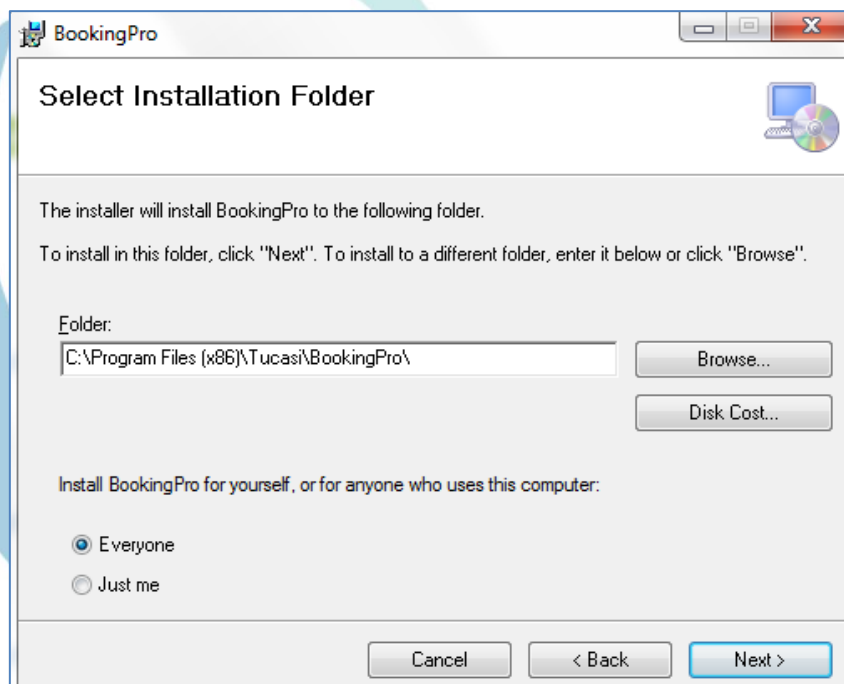 BookingPro
Select Installation Folder
The installer will install BookingPro to the following folder.
To install in this folder, click "Next". To install to a different folder, enter it below or click "Browse".
Folder:
C:\Program Files (x86)\Tucasi\BookingPro\
Browse...
Disk Cost...
Install BookingPro for yourself, or for anyone who uses this computer:
Everyone
Just me
Cancel
< Back
Next >